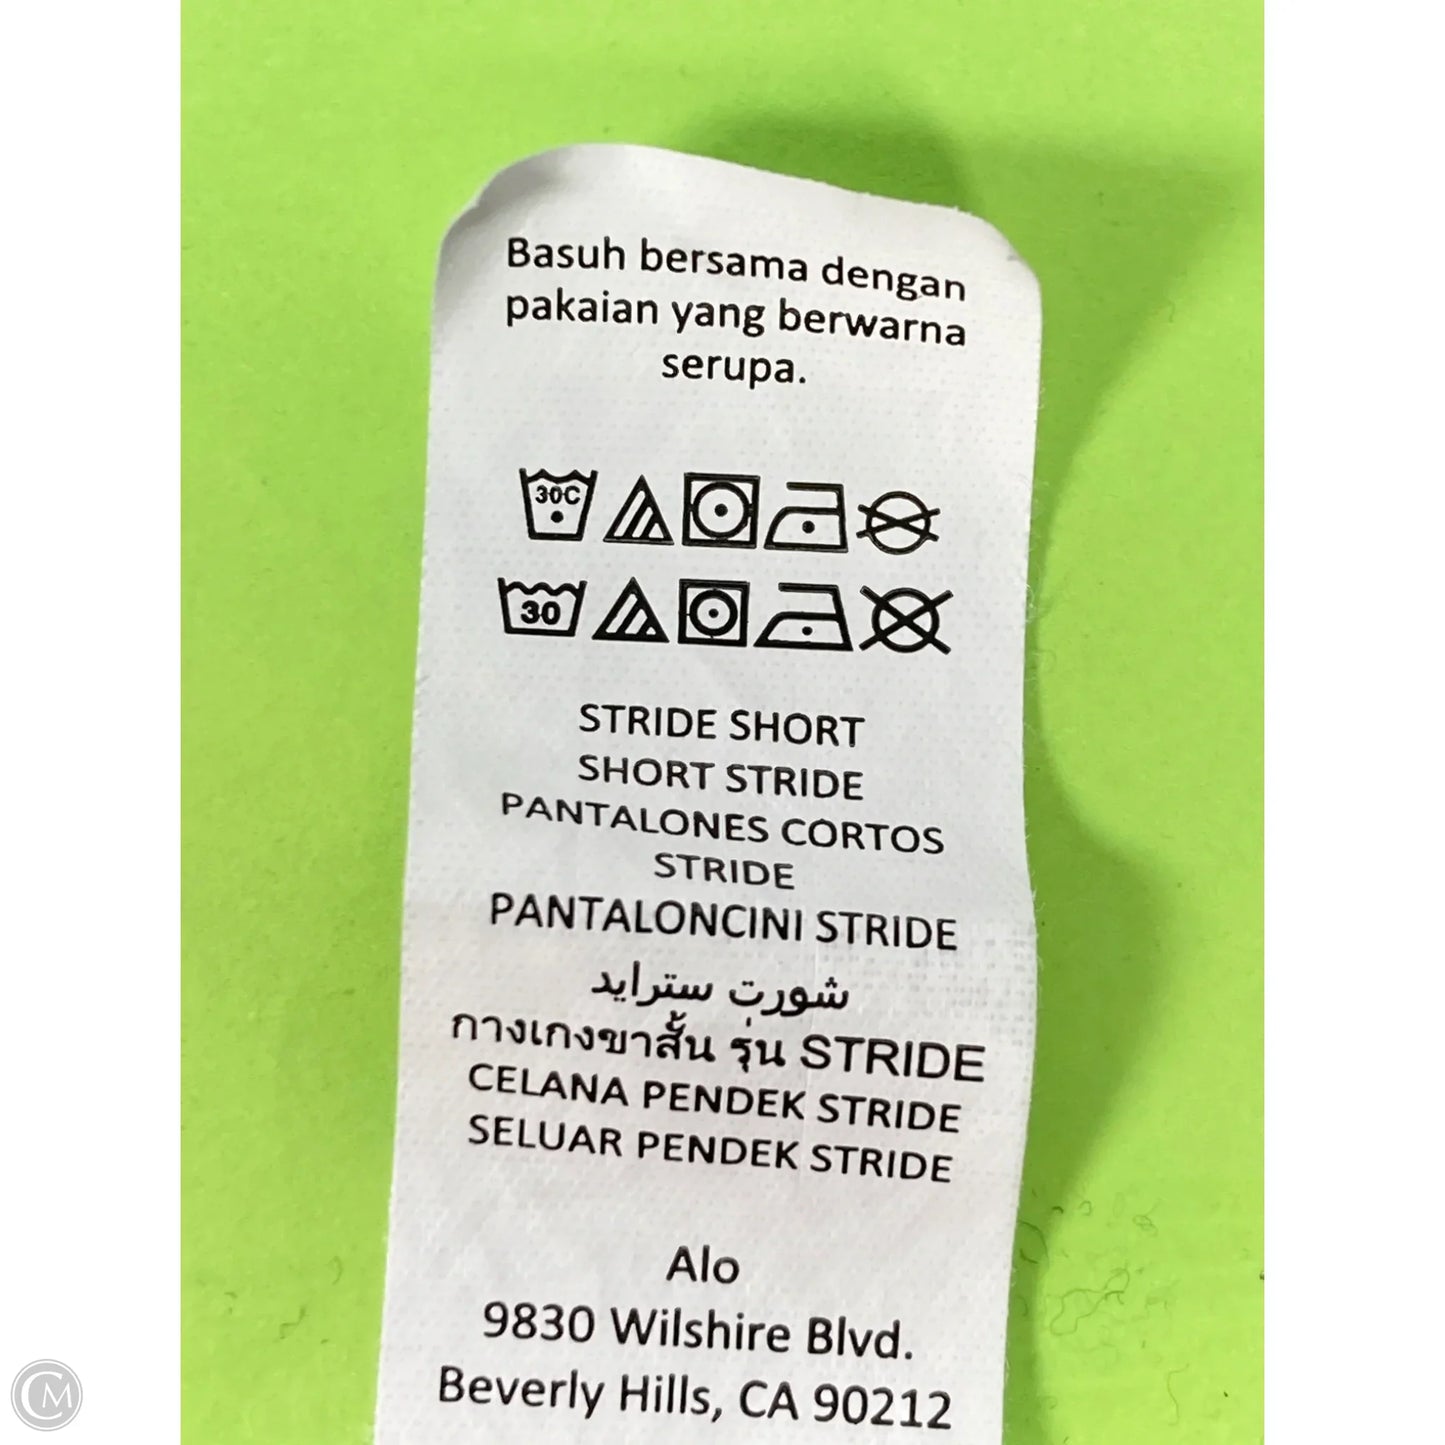 Basuh bersama dengan
pakaian yang berwarna
serupa.
30C
30
STRIDE SHORT
SHORT STRIDE
PANTALONES CORTOS
STRIDE
PANTALONCINI STRIDE
شورت سترايد
กางเกงขาสั้น รุ่น STRIDE
CELANA PENDEK STRIDE
SELUAR PENDEK STRIDE
Alo
9830 Wilshire Blvd.
Beverly Hills, CA 90212
CM